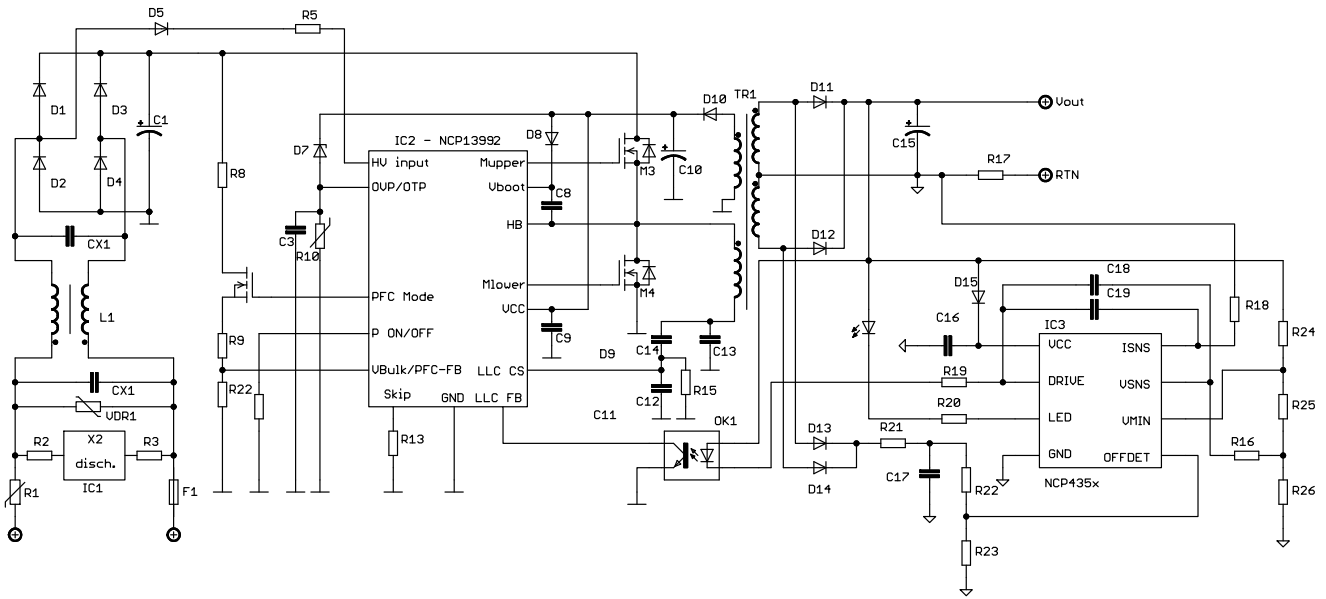 D5
R5
D1
D3
C1
D2
D4
CX1
L1
CX1
VDR1
R2
X2
disch.
R3
IC1
R1
F1
R8
R9
R22
D7
C3
R10
IC2 - NCP13992
HV input
OVP/OTP
PFC Mode
P ON/OFF
VBulk/PFC-FB
Skip
GND
LLC FB
Mupper
Vboot
HB
Mlower
VCC
LLC CS
R13
D8
C8
C9
D9
C11
M3
M4
C10
D10
TR1
C14
C13
C12
R15
OK1
D11
D12
C15
Vout
R17
RTN
D13
D14
R21
C17
R22
R23
D15
C16
C18
C19
R19
R20
IC3
VCC
DRIVE
LED
GND
ISNS
VSNS
VMIN
OFFDET
NCP435x
R18
R16
R24
R25
R26